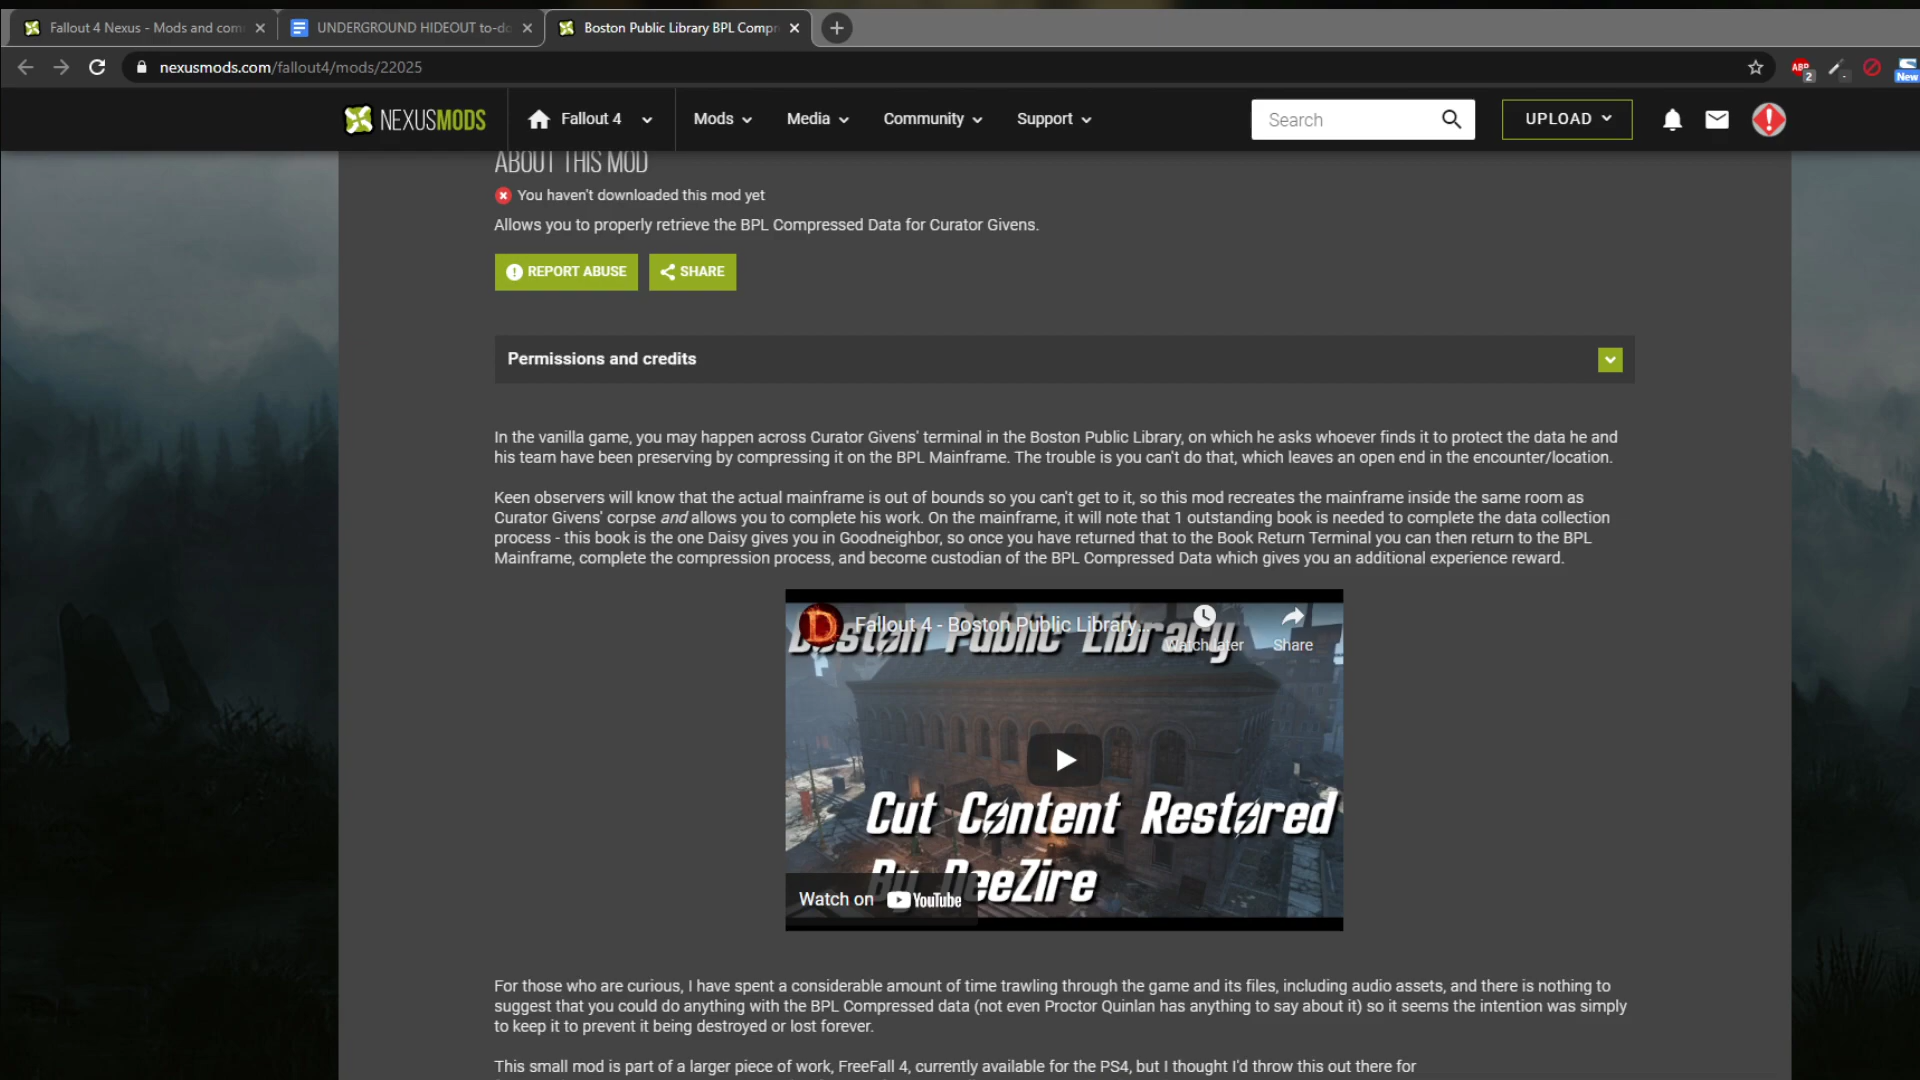 Fallout 4 Nexus - Mods and com
UNDERGROUND HIDEOUT to-do
Boston Public Library BPL Compr
nexusmods.com/fallout4/mods/22025
ABP
2
New
NEXUSMODS
Fallout 4
Mods
Media
Community
Support
Search
UPLOAD
ABOUT THIS MOD
You haven't downloaded this mod yet
Allows you to properly retrieve the BPL Compressed Data for Curator Givens.
REPORT ABUSE
SHARE
Permissions and credits
In the vanilla game, you may happen across Curator Givens' terminal in the Boston Public Library, on which he asks whoever finds it to protect the data he and
his team have been preserving by compressing it on the BPL Mainframe. The trouble is you can't do that, which leaves an open end in the encounter/location.
Keen observers will know that the actual mainframe is out of bounds so you can't get to it, so this mod recreates the mainframe inside the same room as
Curator Givens' corpse and allows you to complete his work. On the mainframe, it will note that 1 outstanding book is needed to complete the data collection
process - this book is the one Daisy gives you in Goodneighbor, so once you have returned that to the Book Return Terminal you can then return to the BPL
Mainframe, complete the compression process, and become custodian of the BPL Compressed Data which gives you an additional experience reward.
D
Fallout 4 - Boston Public Library...
Watch later
Share
Boston Public Library
Cut Content Restored
By DeeZire
Watch on YouTube
For those who are curious, I have spent a considerable amount of time trawling through the game and its files, including audio assets, and there is nothing to
suggest that you could do anything with the BPL Compressed data (not even Proctor Quinlan has anything to say about it) so it seems the intention was simply
to keep it to prevent it being destroyed or lost forever.
This small mod is part of a larger piece of work, FreeFall 4, currently available for the PS4, but I thought I'd throw this out there for